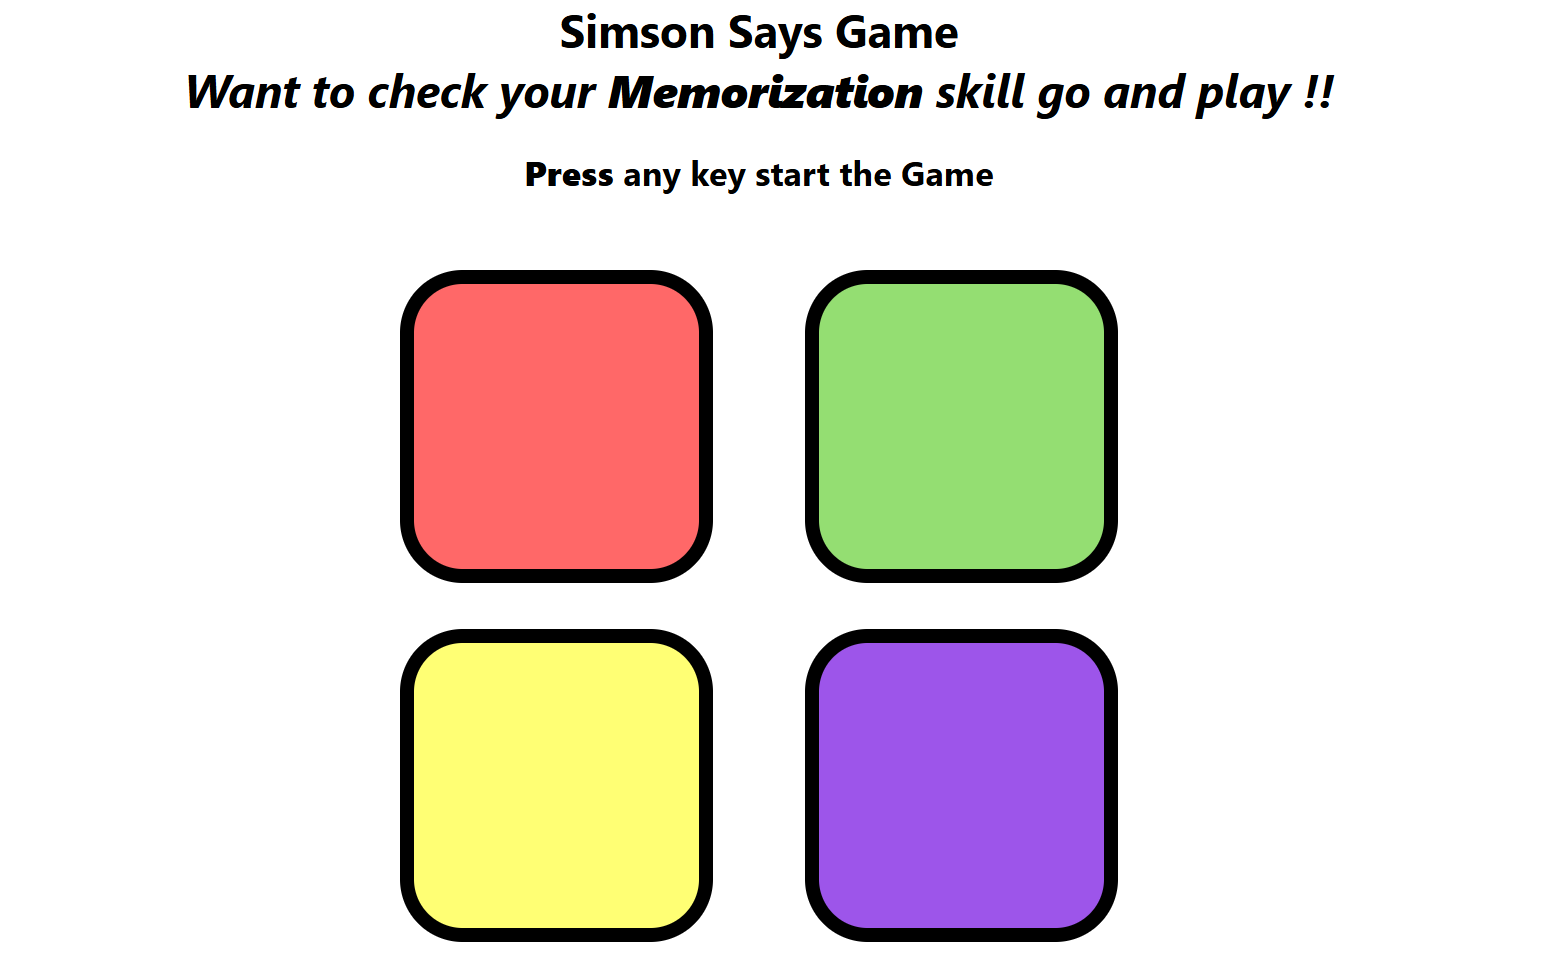 Simson Says Game
Want to check your Memorization skill go and play !!
Press any key start the Game